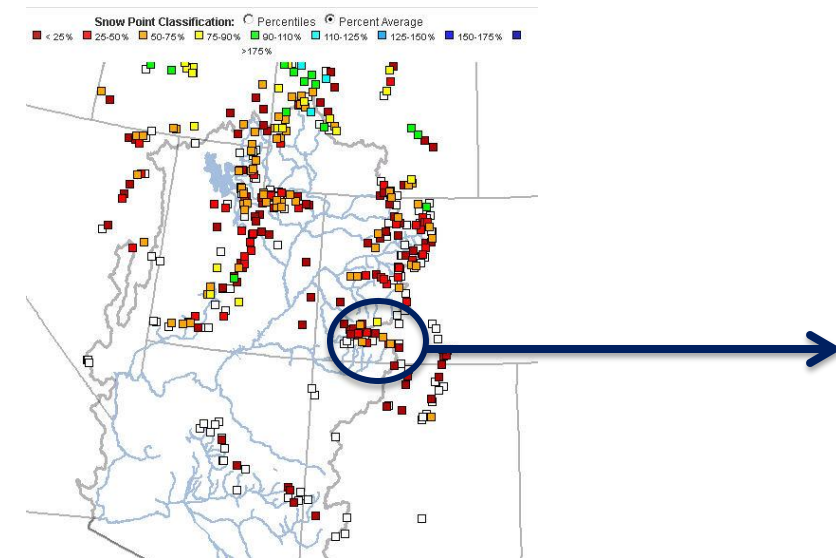 Snow Point Classification: Percentiles Percent Average
< 25% 25-50% 50-75% 75-90% 90-110% 110-125% 125-150% 150-175%
>175%